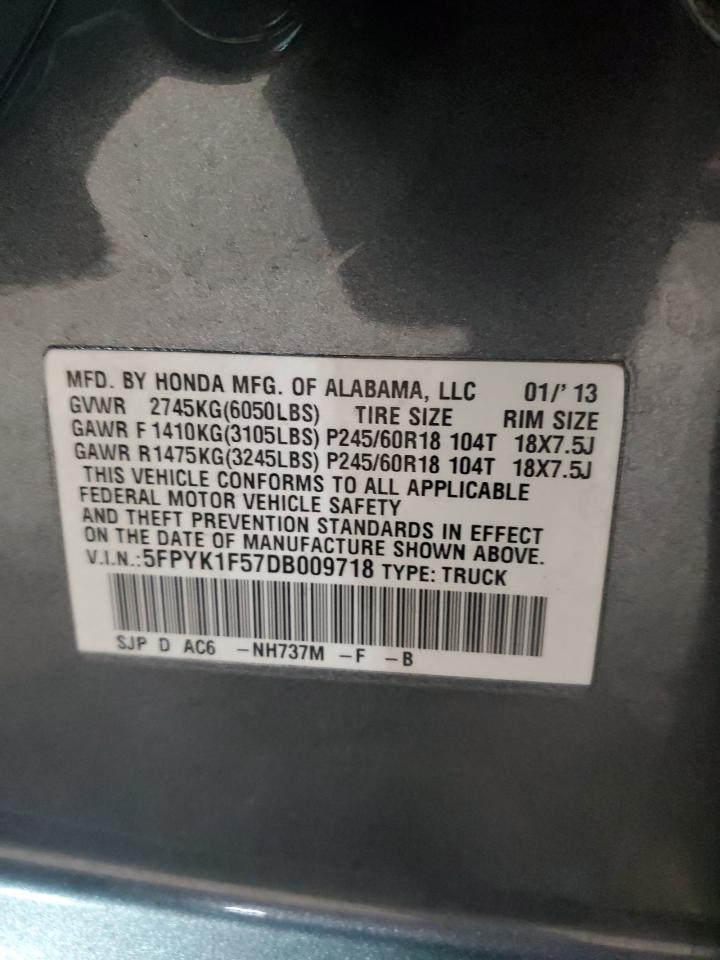 MFD. BY HONDA MFG. OF ALABAMA, LLC 01/' 13
GVWR 2745KG(6050LBS) TIRE SIZE RIM SIZE
GAWR F 1410KG(3105LBS) P245/60R18 104T 18X7.5J
GAWR R 1475KG(3245LBS) P245/60R18 104T 18X7.5J
THIS VEHICLE CONFORMS TO ALL APPLICABLE
FEDERAL MOTOR VEHICLE SAFETY
AND THEFT PREVENTION STANDARDS IN EFFECT
ON THE DATE OF MANUFACTURE SHOWN ABOVE.
V.I.N.:5FPYK1F57DB009718 TYPE: TRUCK
SJP D AC6 -NH737M -F -B